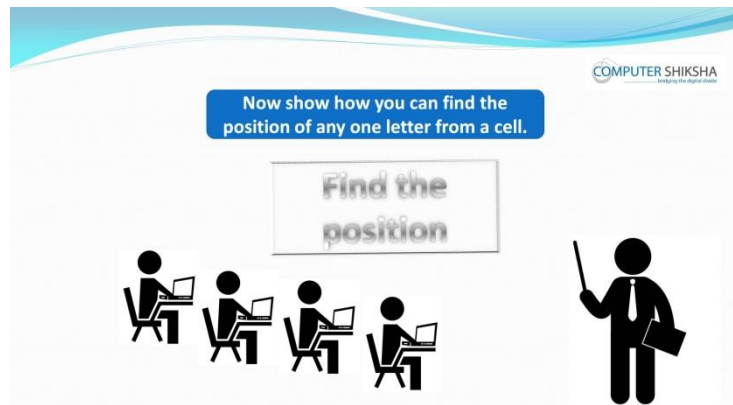 COMPUTER SHIKSHA
bridging the digital divide
Now show how you can find the
position of any one letter from a cell.
Find the
position